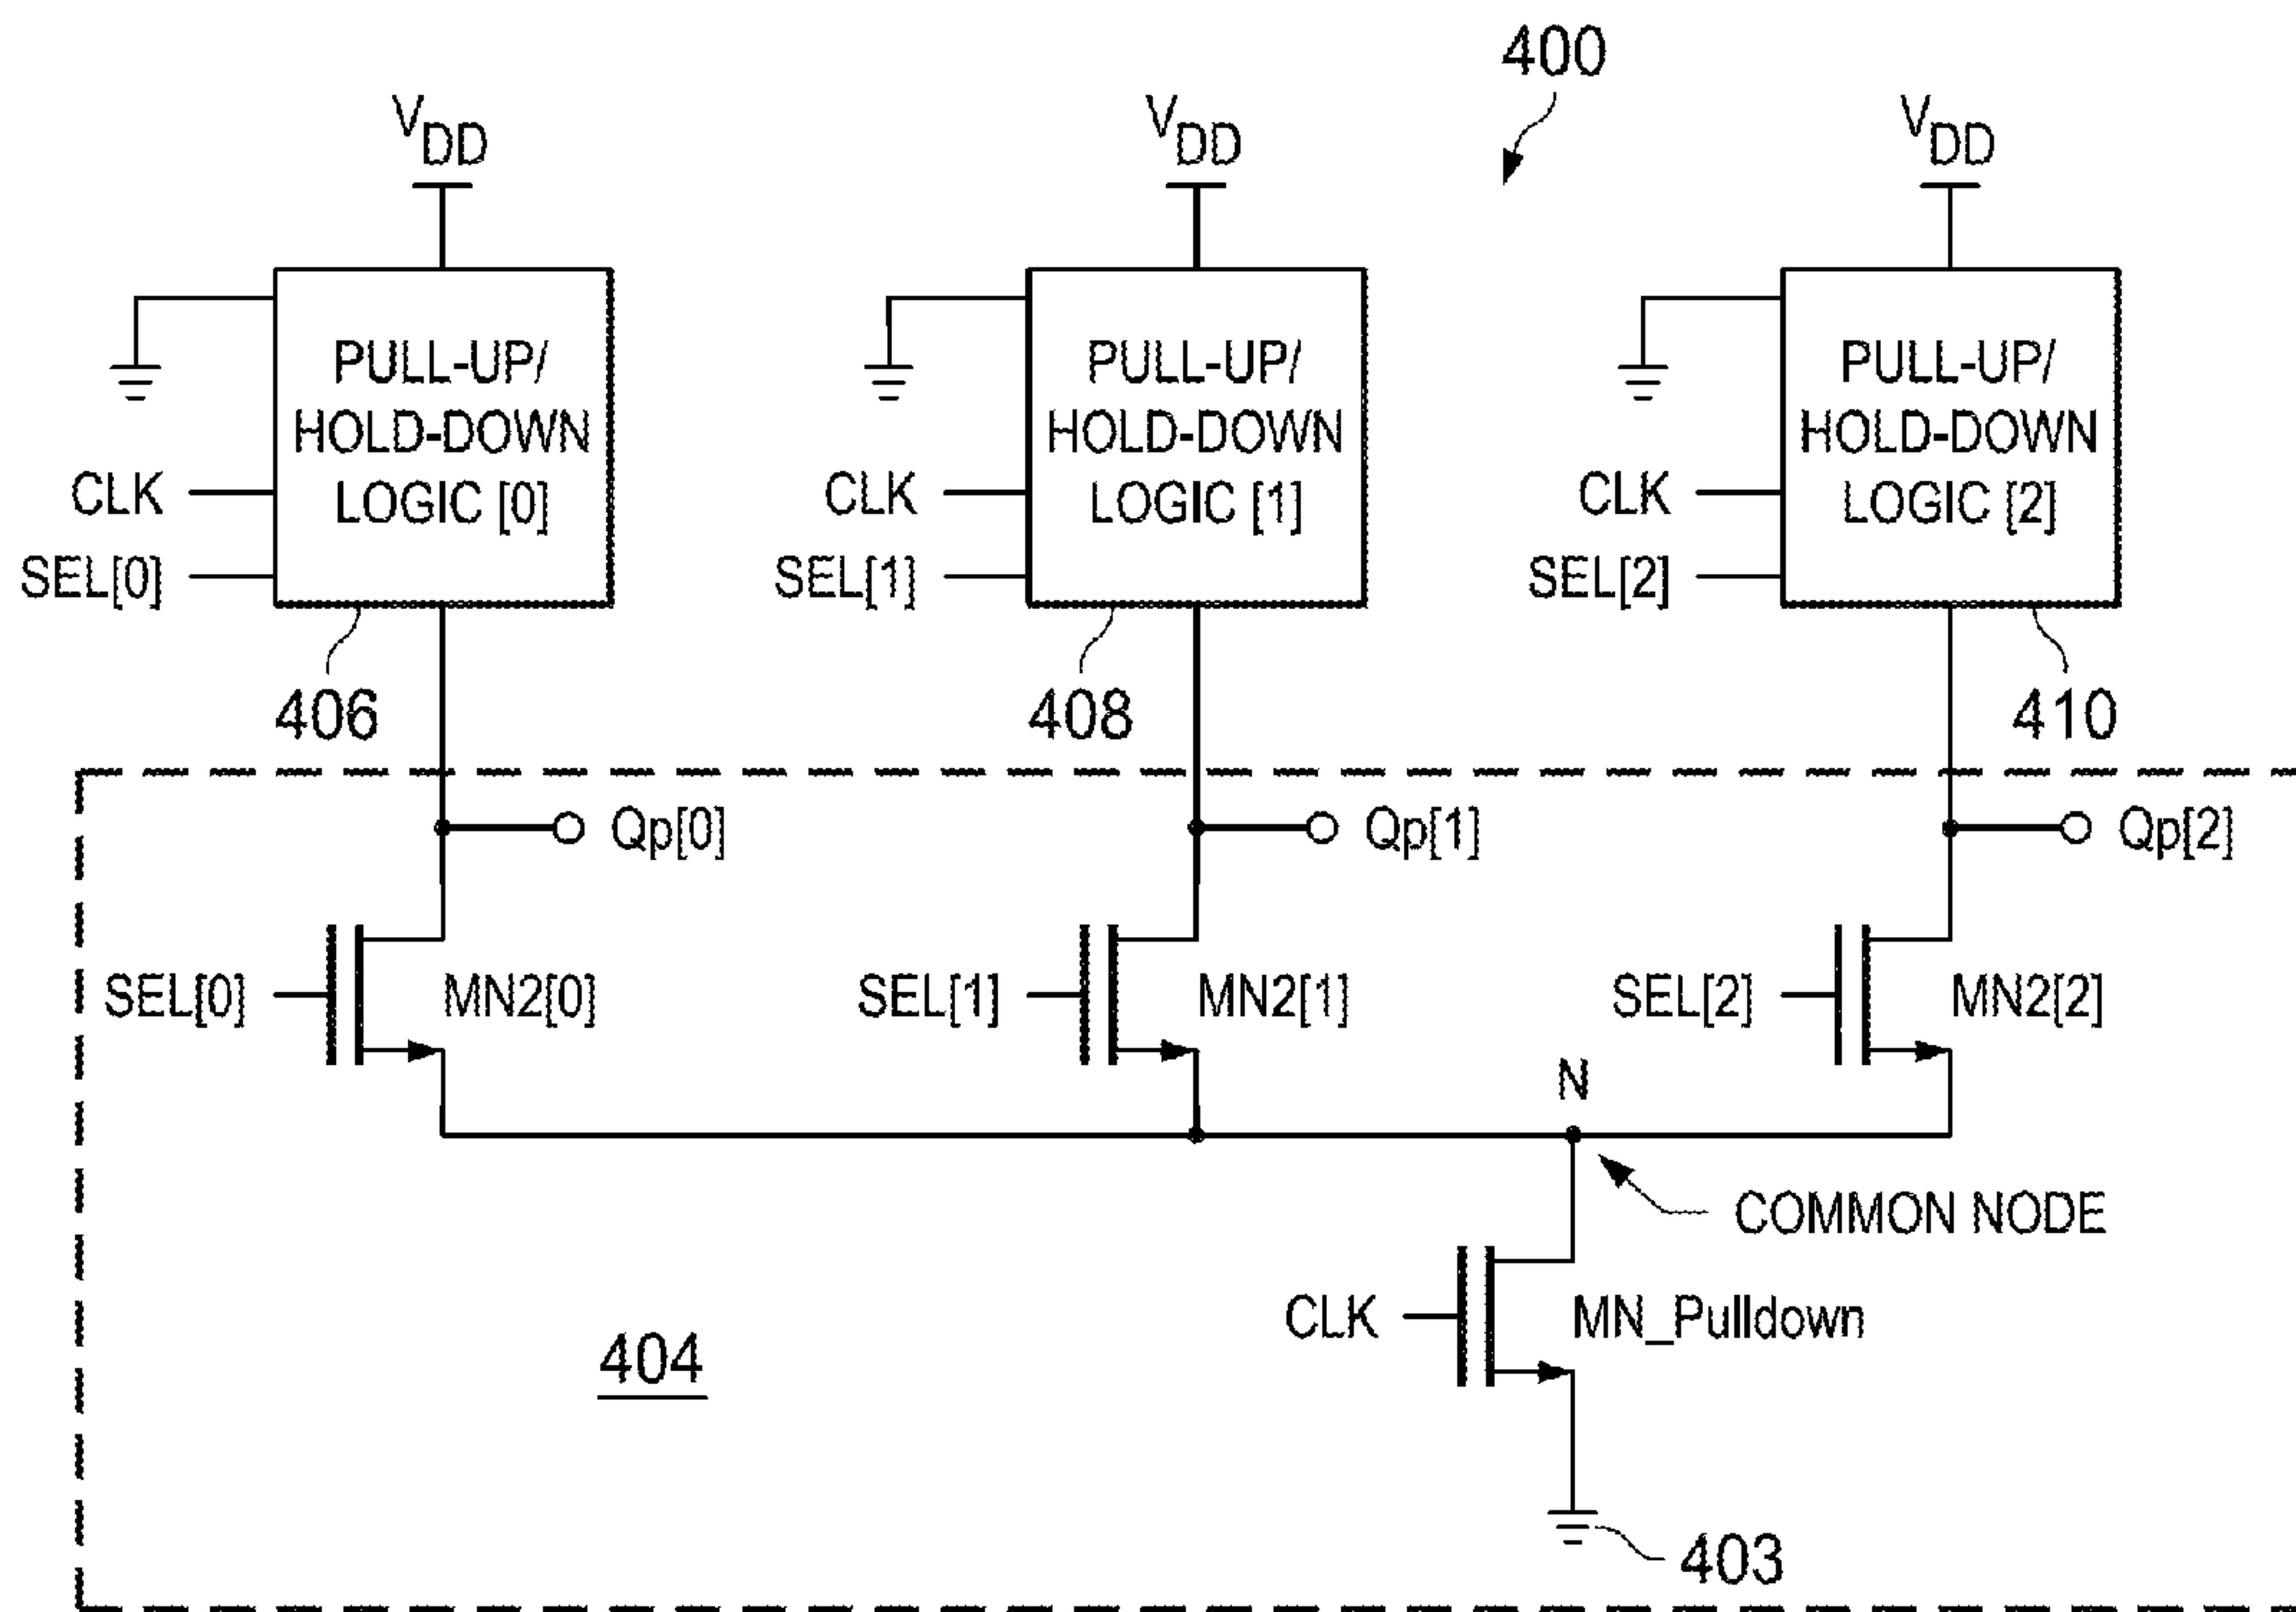 400
VDD
VDD
VDD
PULL-UP/
HOLD-DOWN
LOGIC [0]
CLK
SEL[0]
PULL-UP/
HOLD-DOWN
LOGIC [1]
CLK
SEL[1]
PULL-UP/
HOLD-DOWN
LOGIC [2]
CLK
SEL[2]
406
408
410
Qp[0]
Qp[1]
Qp[2]
SEL[0]
MN2[0]
SEL[1]
MN2[1]
SEL[2]
MN2[2]
N
COMMON NODE
CLK
MN_Pulldown
404
403